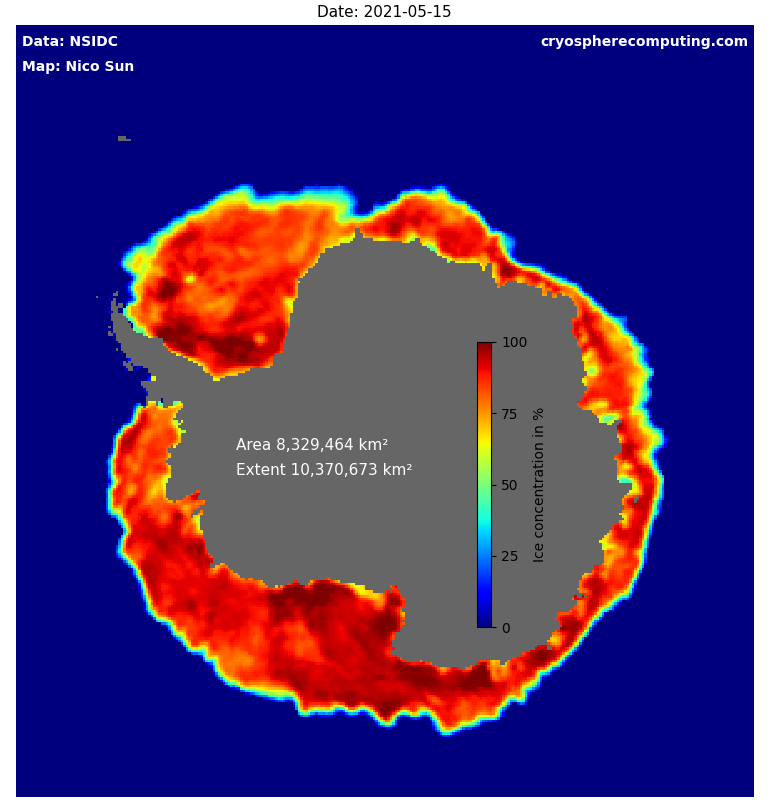 Date: 2021-05-15
Data: NSIDC
cryospherecomputing.com
Map: Nico Sun
100
75
50
25
0
Ice concentration in %
Area 8,329,464 km²
Extent 10,370,673 km²